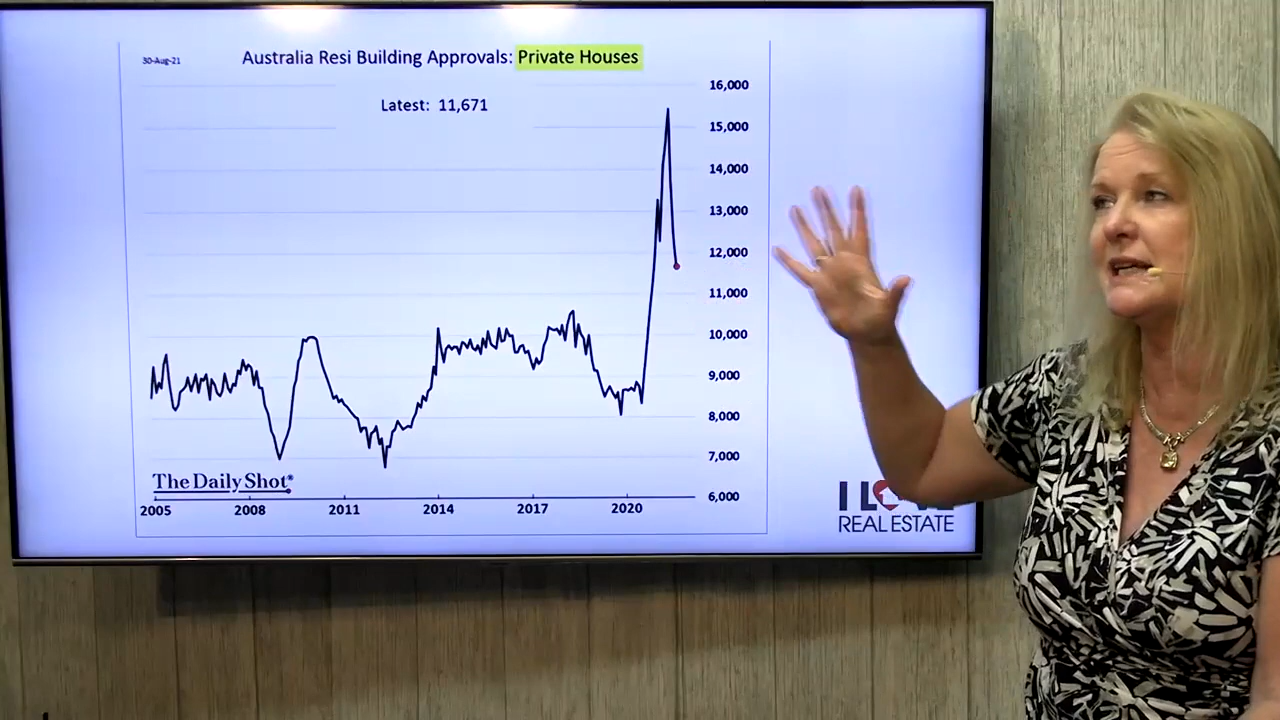 30-Aug-21
Australia Resi Building Approvals: Private Houses
Latest: 11,671
16,000
15,000
14,000
13,000
12,000
11,000
10,000
9,000
8,000
7,000
6,000
The Daily Shot®
2005 2008 2011 2014 2017 2020
I LOVE
REAL ESTATE